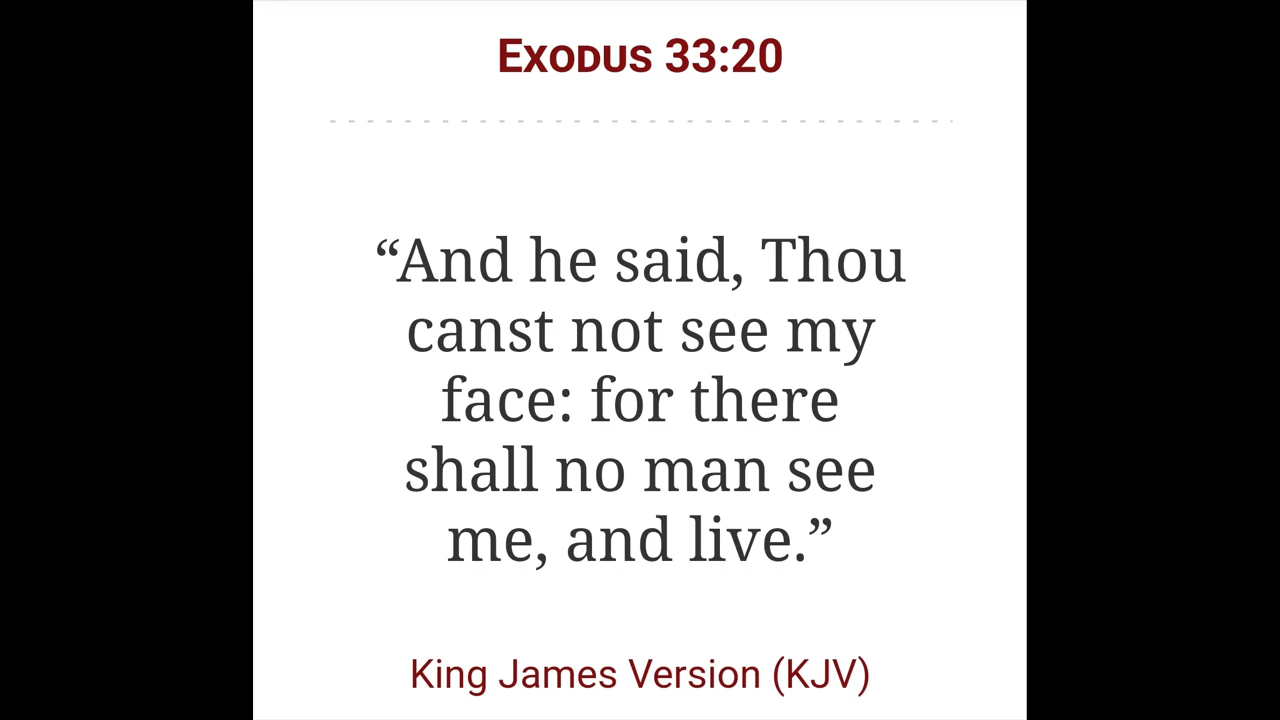 Exodus 33:20
“And he said, Thou
canst not see my
face: for there
shall no man see
me, and live.”
King James Version (KJV)